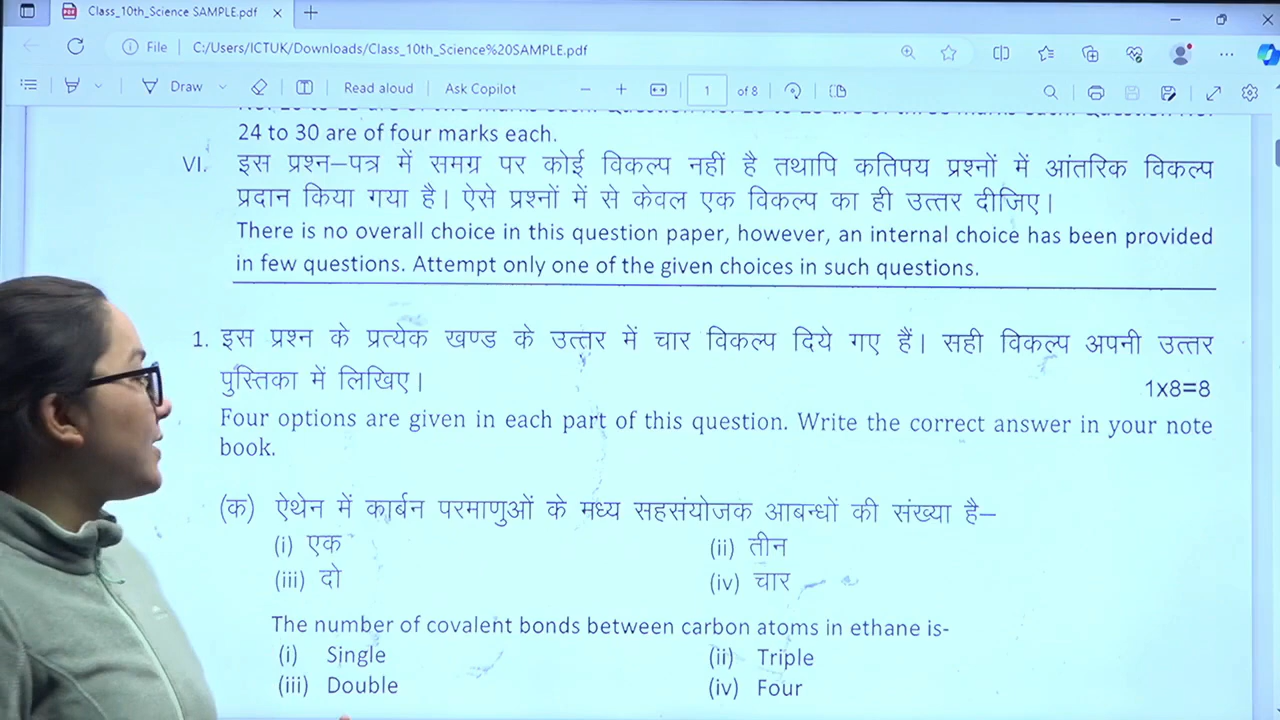 Class_10th_Science SAMPLE.pdf
File C:/Users/ICTUK/Downloads/Class_10th_Science%20SAMPLE.pdf
Draw Read aloud Ask Copilot 1 of 8
24 to 30 are of four marks each.
VI. इस प्रश्न–पत्र में समग्र पर कोई विकल्प नहीं है तथापि कतिपय प्रश्नों में आंतरिक विकल्प
प्रदान किया गया है। ऐसे प्रश्नों में से केवल एक विकल्प का ही उत्तर दीजिए।
There is no overall choice in this question paper, however, an internal choice has been provided
in few questions. Attempt only one of the given choices in such questions.
1. इस प्रश्न के प्रत्येक खण्ड के उत्तर में चार विकल्प दिये गए हैं। सही विकल्प अपनी उत्तर
पुस्तिका में लिखिए। 1x8=8
Four options are given in each part of this question. Write the correct answer in your note
book.
(क) ऐथेन में कार्बन परमाणुओं के मध्य सहसंयोजक आबन्धों की संख्या है–
(i) एक (ii) तीन
(iii) दो (iv) चार
The number of covalent bonds between carbon atoms in ethane is-
(i) Single (ii) Triple
(iii) Double (iv) Four